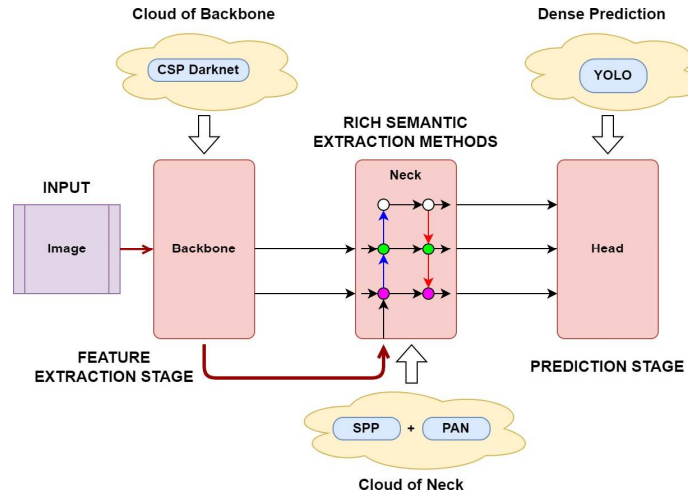 Cloud of Backbone
Dense Prediction
CSP Darknet
YOLO
RICH SEMANTIC
EXTRACTION METHODS
INPUT
Neck
Image
Backbone
Head
FEATURE
EXTRACTION STAGE
PREDICTION STAGE
SPP + PAN
Cloud of Neck